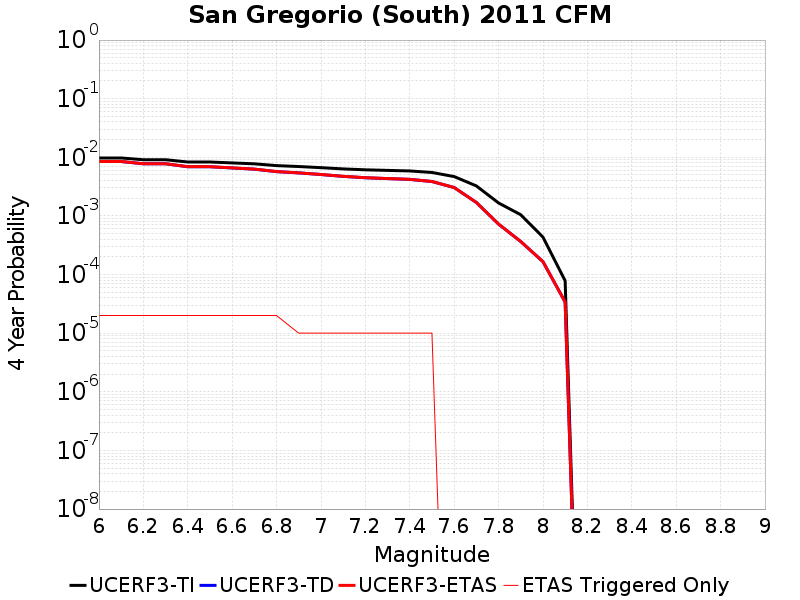 San Gregorio (South) 2011 CFM
4 Year Probability
10^0
10^-1
10^-2
10^-3
10^-4
10^-5
10^-6
10^-7
10^-8
6 6.2 6.4 6.6 6.8 7 7.2 7.4 7.6 7.8 8 8.2 8.4 8.6 8.8 9
Magnitude
UCERF3-TI UCERF3-TD UCERF3-ETAS ETAS Triggered Only